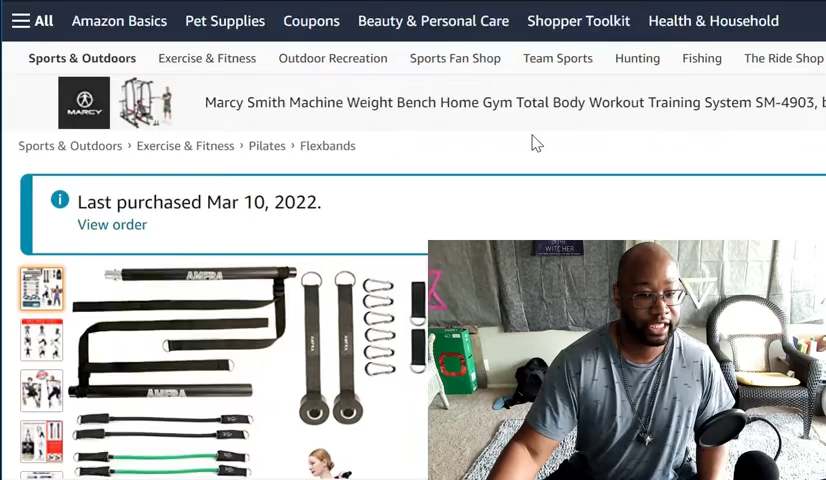 All Amazon Basics Pet Supplies Coupons Beauty & Personal Care Shopper Toolkit Health & Household
Sports & Outdoors Exercise & Fitness Outdoor Recreation Sports Fan Shop Team Sports Hunting Fishing The Ride Shop
MARCY
Marcy Smith Machine Weight Bench Home Gym Total Body Workout Training System SM-4903, b
Sports & Outdoors › Exercise & Fitness › Pilates › Flexbands
Last purchased Mar 10, 2022.
View order
WITCHER
AMFRA
AMFRA